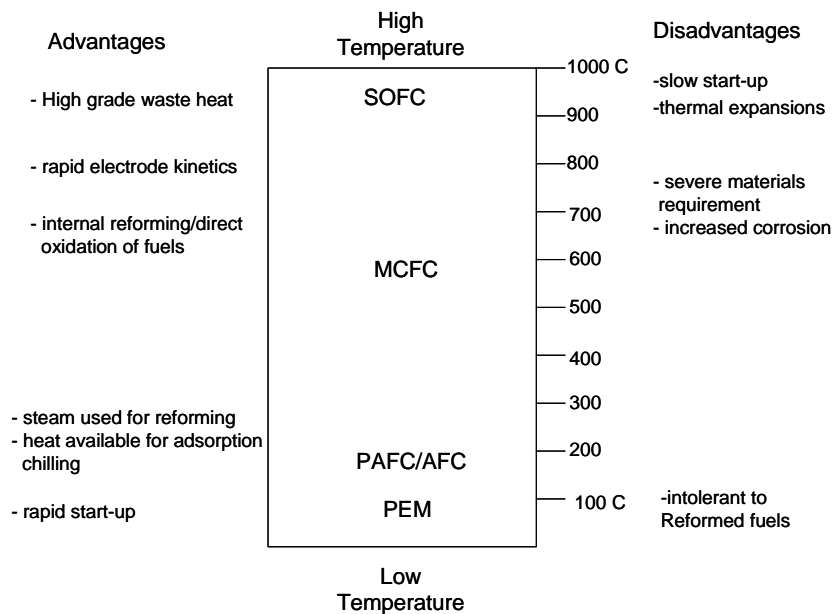 Advantages
- High grade waste heat
- rapid electrode kinetics
- internal reforming/direct
oxidation of fuels
- steam used for reforming
- heat available for adsorption
chilling
- rapid start-up
High
Temperature
SOFC
MCFC
PAFC/AFC
PEM
Low
Temperature
1000 C
900
800
700
600
500
400
300
200
100 C
Disadvantages
-slow start-up
-thermal expansions
- severe materials
requirement
- increased corrosion
-intolerant to
Reformed fuels